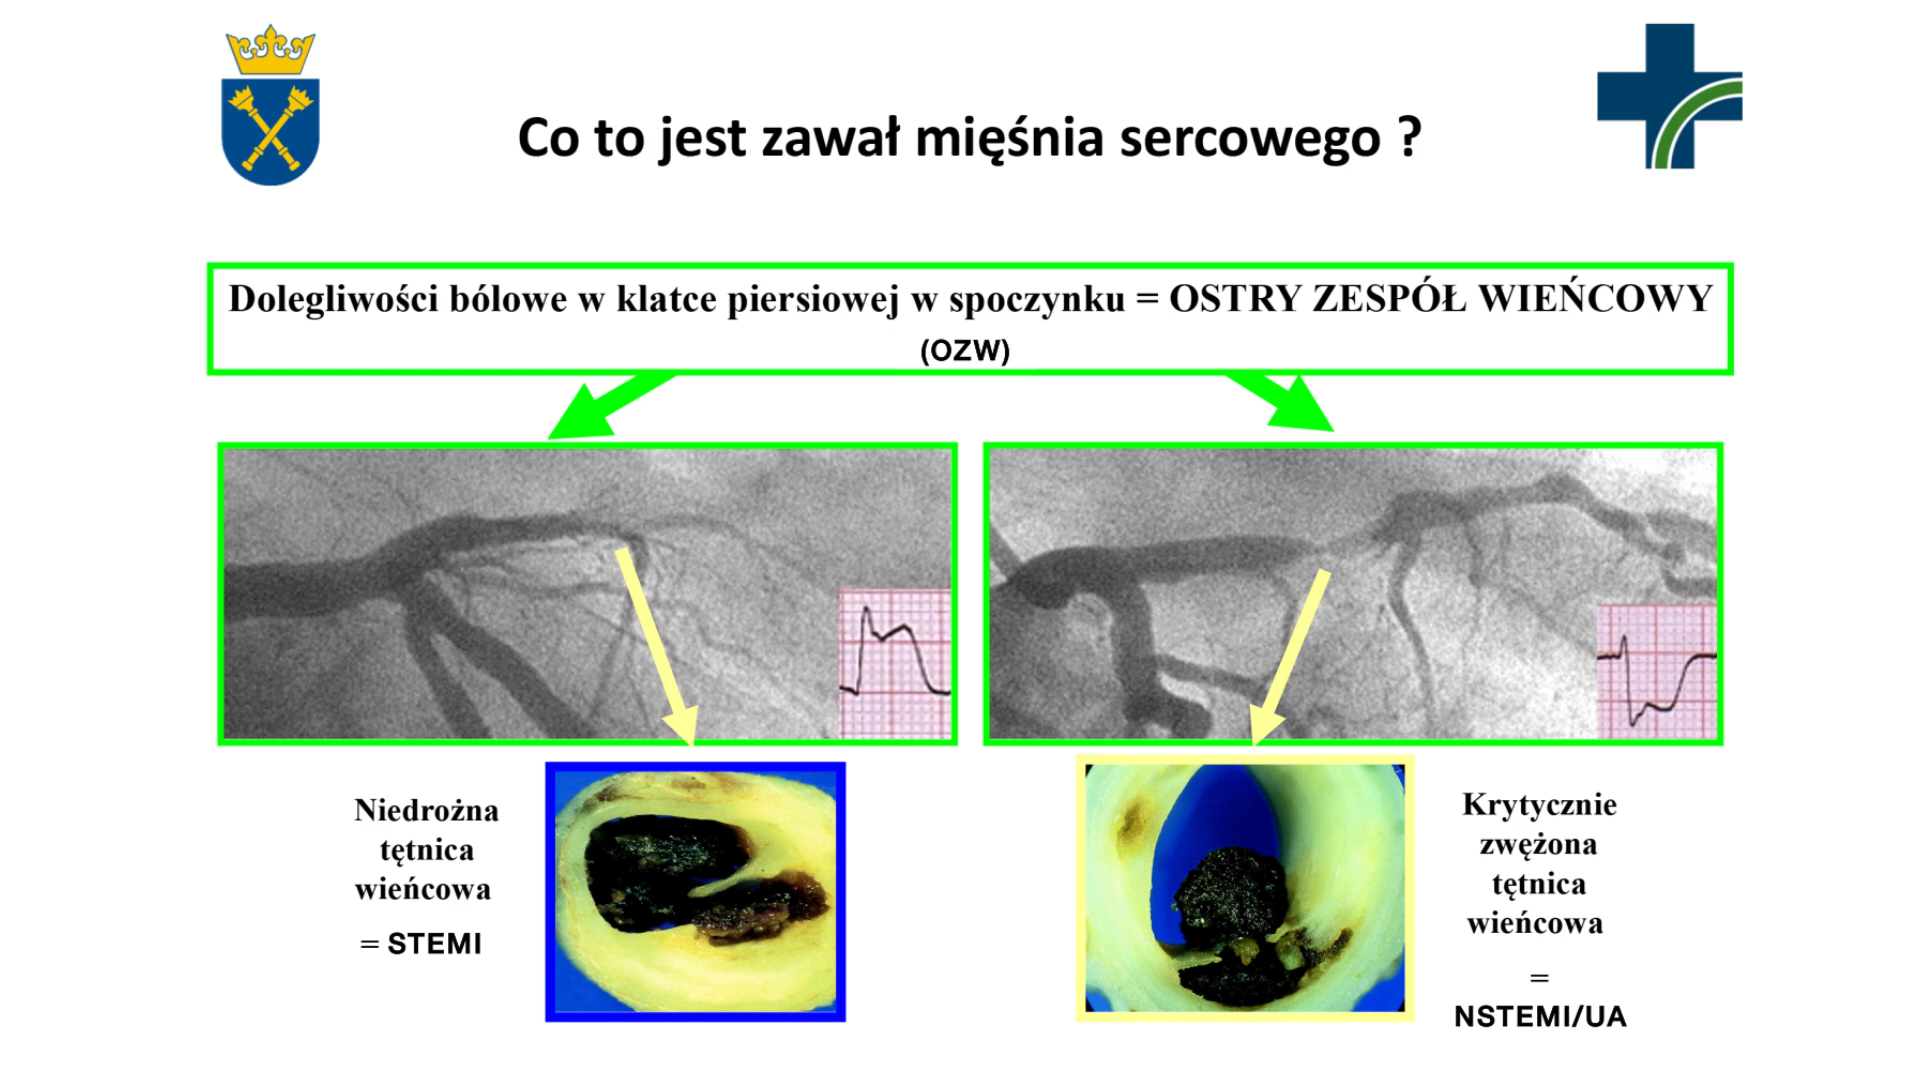 Co to jest zawał mięśnia sercowego ?
Dolegliwości bólowe w klatce piersiowej w spoczynku = OSTRY ZESPÓŁ WIEŃCOWY
(OZW)
Niedrożna
tętnica
wieńcowa
= STEMI
Krytycznie
zwężona
tętnica
wieńcowa
=
NSTEMI/UA